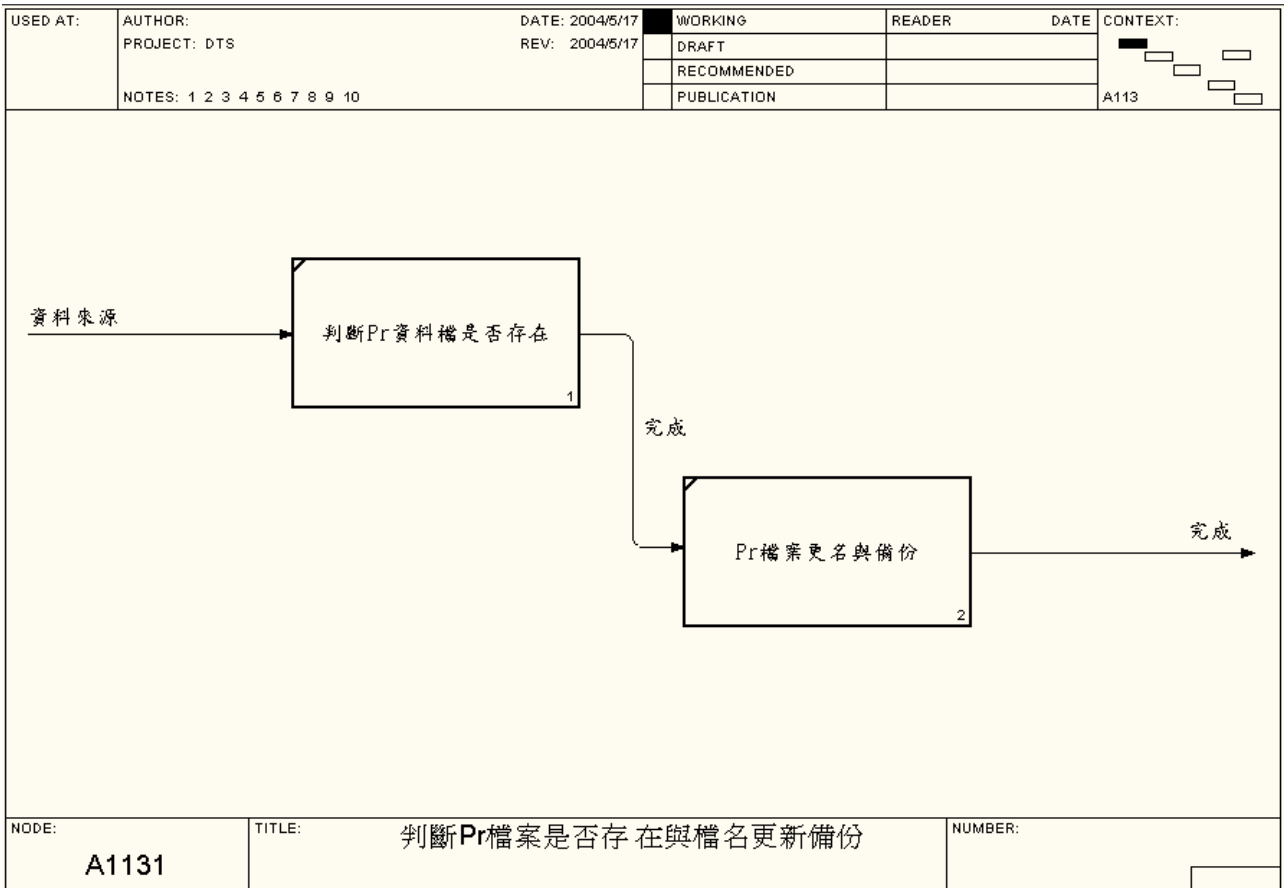 USED AT:
AUTHOR:
DATE: 2004/5/17
WORKING
READER
DATE
CONTEXT:
PROJECT: DTS
REV: 2004/5/17
DRAFT
RECOMMENDED
NOTES: 1 2 3 4 5 6 7 8 9 10
PUBLICATION
A113
資料來源
判斷Pr資料檔是否存在
1
完成
Pr檔案更名與備份
2
完成
NODE:
A1131
TITLE:
判斷Pr檔案是否存 在與檔名更新備份
NUMBER: